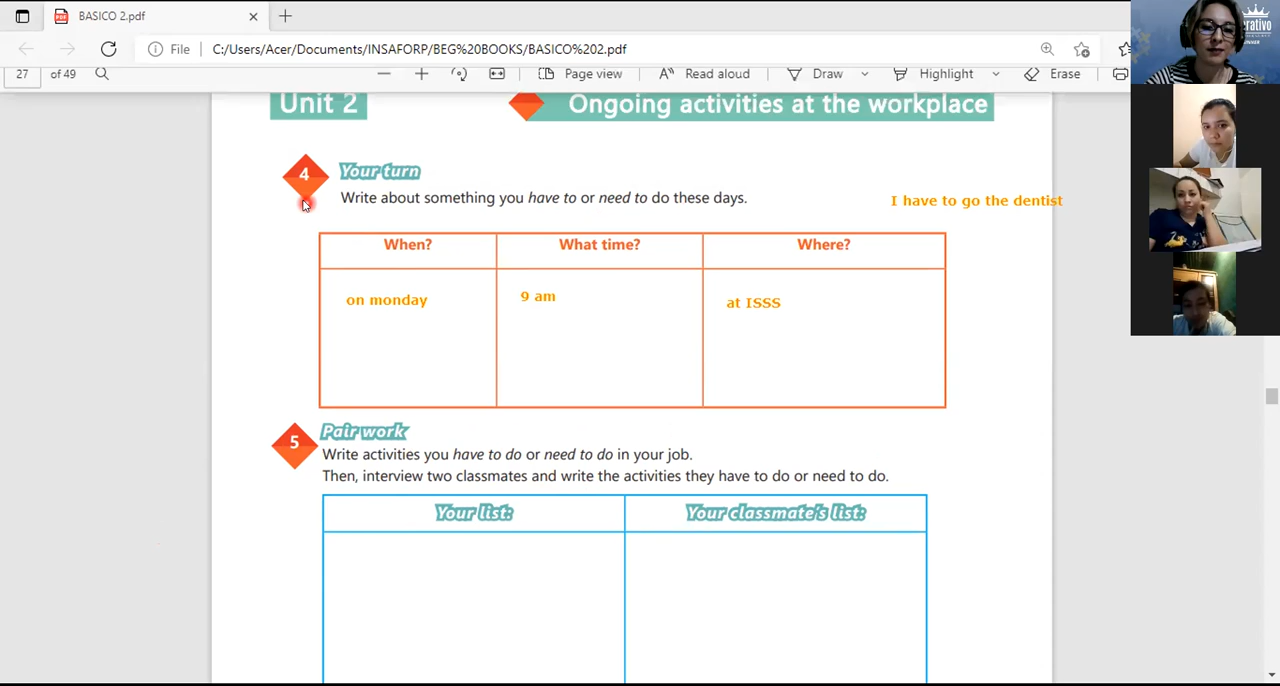 BASICO 2.pdf
File
C:/Users/Acer/Documents/INSAFORP/BEG%20BOOKS/BASICO%202.pdf
27 of 49
Page view
Read aloud
Draw
Highlight
Erase
Unit 2
Ongoing activities at the workplace
4
Your turn
Write about something you have to or need to do these days.
I have to go the dentist
When?
What time?
Where?
on monday
9 am
at ISSS
5
Pair work
Write activities you have to do or need to do in your job.
Then, interview two classmates and write the activities they have to do or need to do.
Your list:
Your classmate's list: